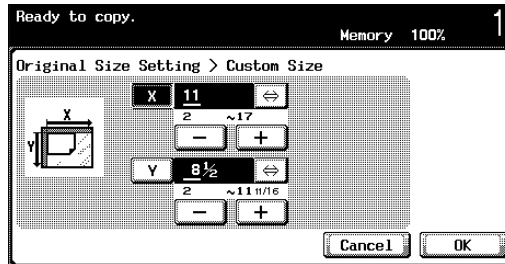 Ready to copy.
1
Memory 100%
Original Size Setting > Custom Size
X 11 ⇔
2 ~17
− +
X
Y
Y 8½ ⇔
2 ~11 11/16
− +
Cancel OK